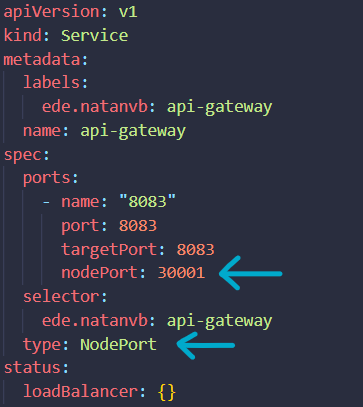 apiVersion: v1
kind: Service
metadata:
  labels:
    ede.natanvb: api-gateway
  name: api-gateway
spec:
  ports:
    - name: "8083"
      port: 8083
      targetPort: 8083
      nodePort: 30001
  selector:
    ede.natanvb: api-gateway
  type: NodePort
status:
  loadBalancer: {}